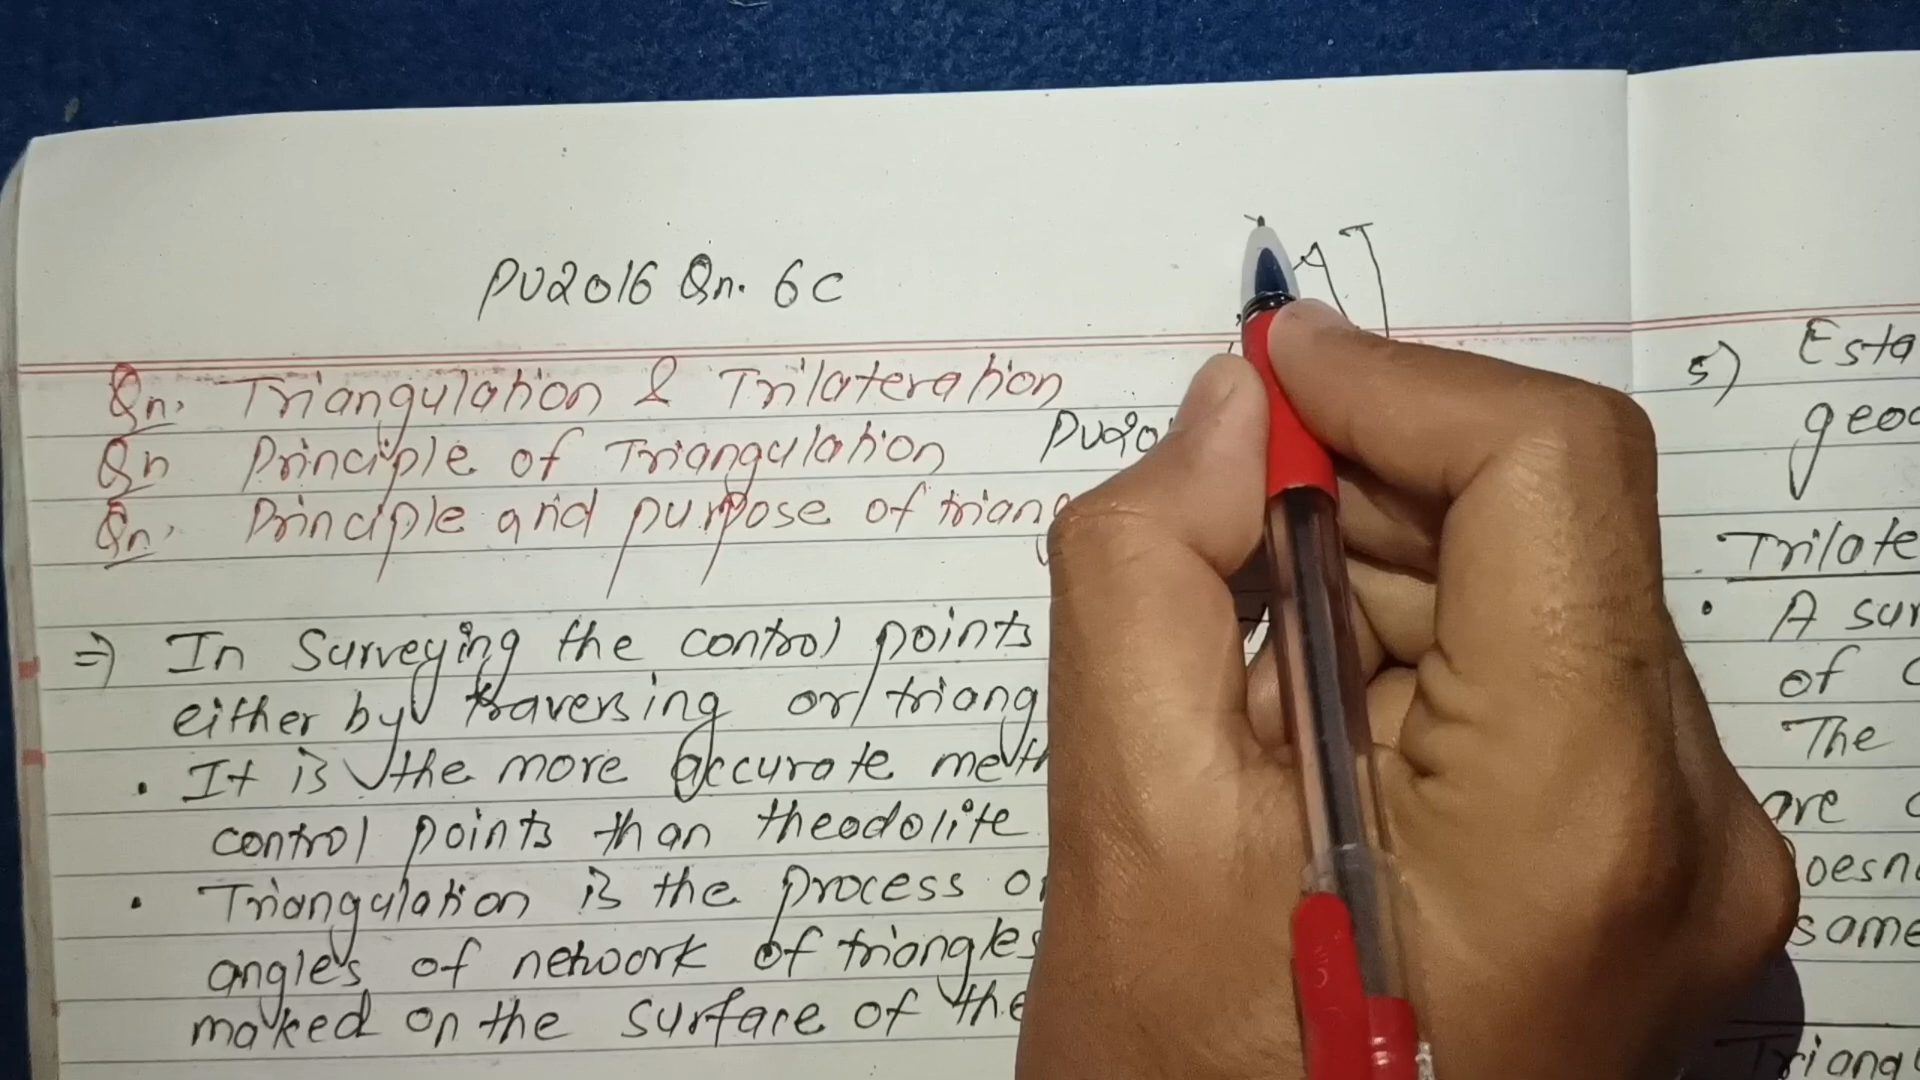 PU2016 Qn. 6C
Qn. Triangulation & Trilateration
Qn Principle of Triangulation PU20
Qn. Principle and purpose of triang
=) In Surveying the control points
either by traversing or triang
• It is the more accurate meth
control points than theodolite
• Triangulation is the process o
angles of network of triangles
maked on the surface of the
5) Esta
geod
Trilate
• A sur
of c
The
are c
doesn
same
Triang